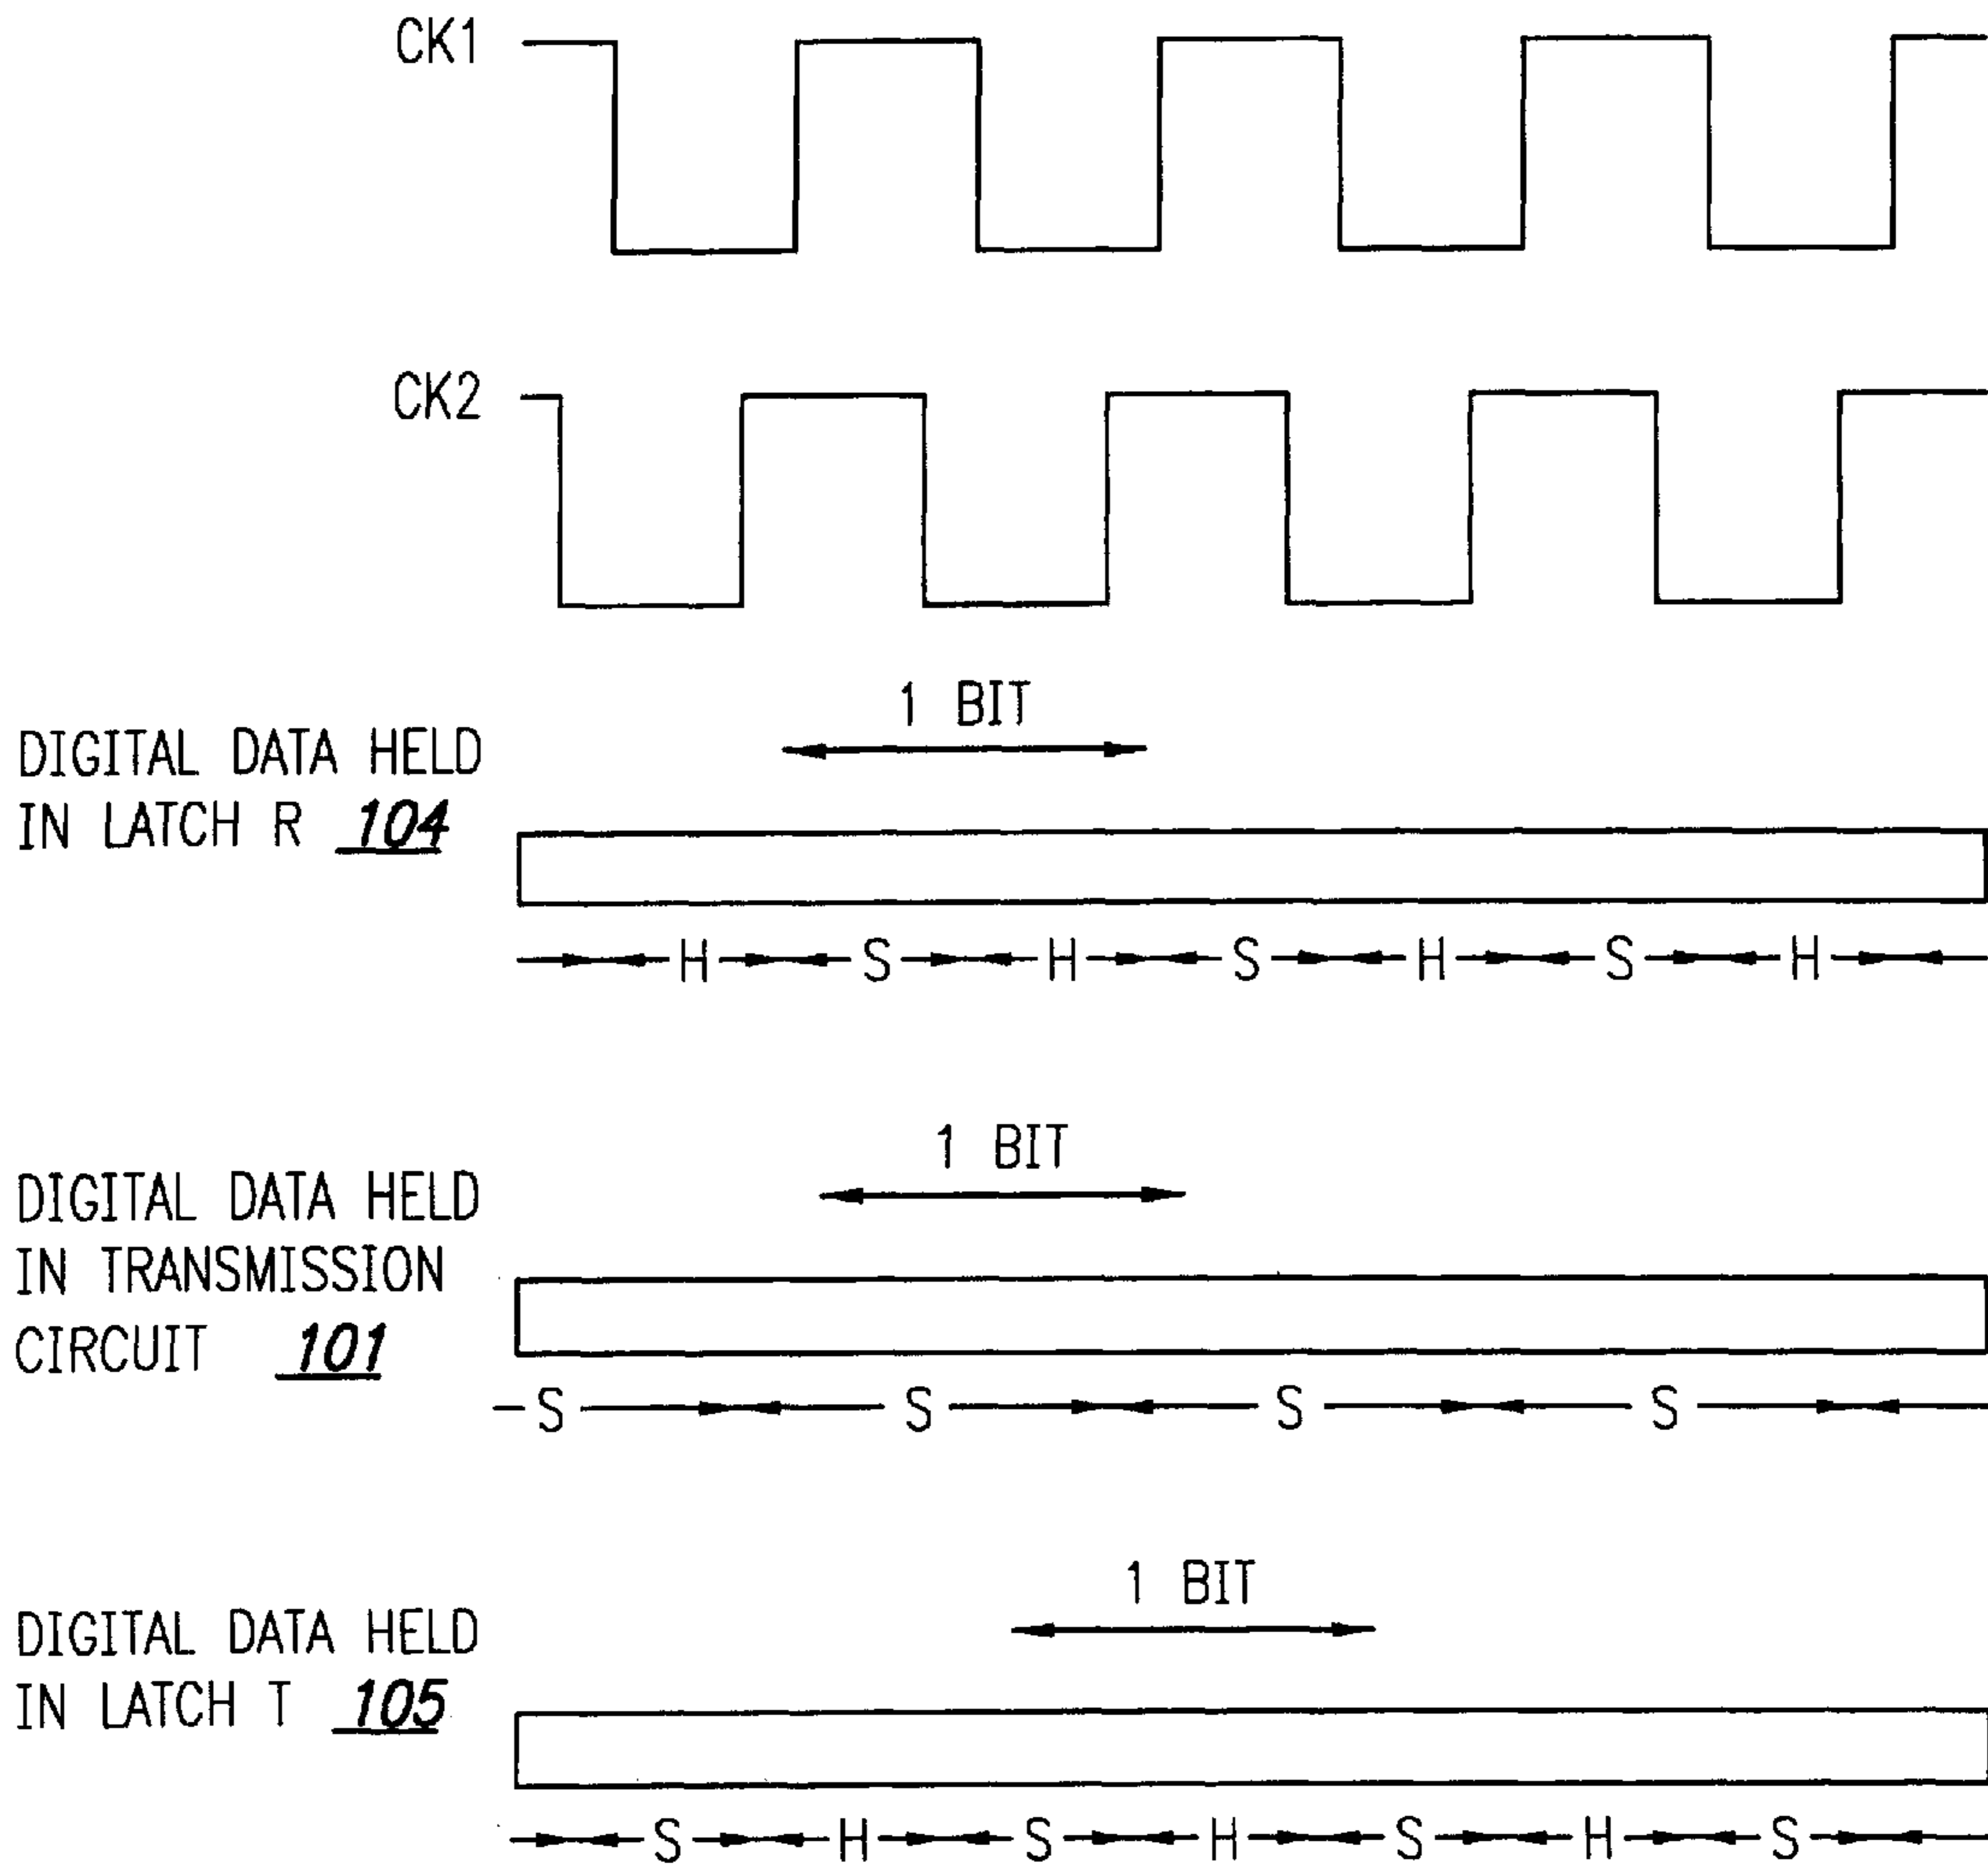 CK1
CK2
1 BIT
DIGITAL DATA HELD
IN LATCH R 104
H S H S H S H
1 BIT
DIGITAL DATA HELD
IN TRANSMISSION
CIRCUIT 101
S S S S
1 BIT
DIGITAL DATA HELD
IN LATCH T 105
S H S H S H S